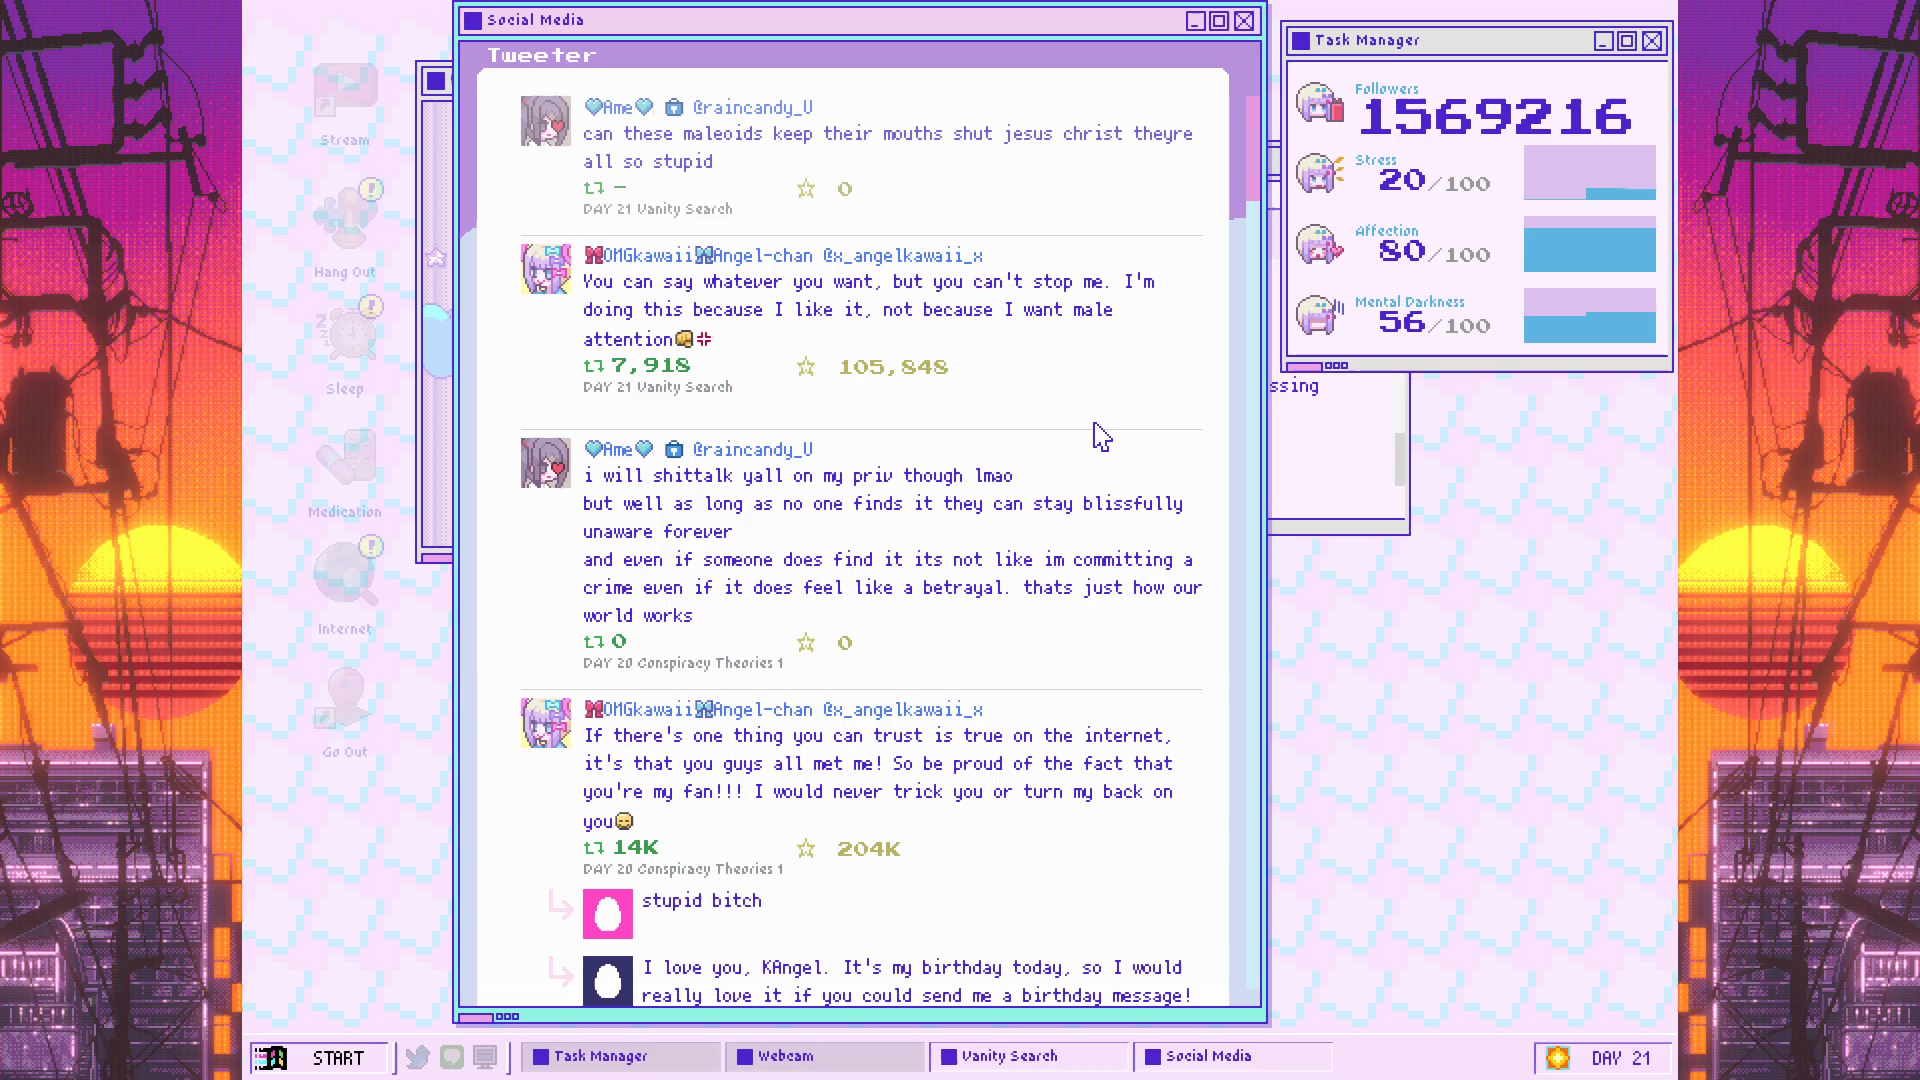 Social Media
Tweeter
Ame @raincandy_U
can these maleoids keep their mouths shut jesus christ theyre
all so stupid
— 0
DAY 21 Vanity Search
OMGkawaiiAngel-chan @x_angelkawaii_x
You can say whatever you want, but you can't stop me. I'm
doing this because I like it, not because I want male
attention
7,918 105,848
DAY 21 Vanity Search
Ame @raincandy_U
i will shittalk yall on my priv though lmao
but well as long as no one finds it they can stay blissfully
unaware forever
and even if someone does find it its not like im committing a
crime even if it does feel like a betrayal. thats just how our
world works
0 0
DAY 20 Conspiracy Theories 1
OMGkawaiiAngel-chan @x_angelkawaii_x
If there's one thing you can trust is true on the internet,
it's that you guys all met me! So be proud of the fact that
you're my fan!!! I would never trick you or turn my back on
you
14K 204K
DAY 20 Conspiracy Theories 1
stupid bitch
I love you, KAngel. It's my birthday today, so I would
really love it if you could send me a birthday message!
Task Manager
Followers
1569216
Stress
20/100
Affection
80/100
Mental Darkness
56/100
ssing
Stream
Hang Out
Sleep
Medication
Internet
Go Out
START
Task Manager
Webcam
Vanity Search
Social Media
DAY 21